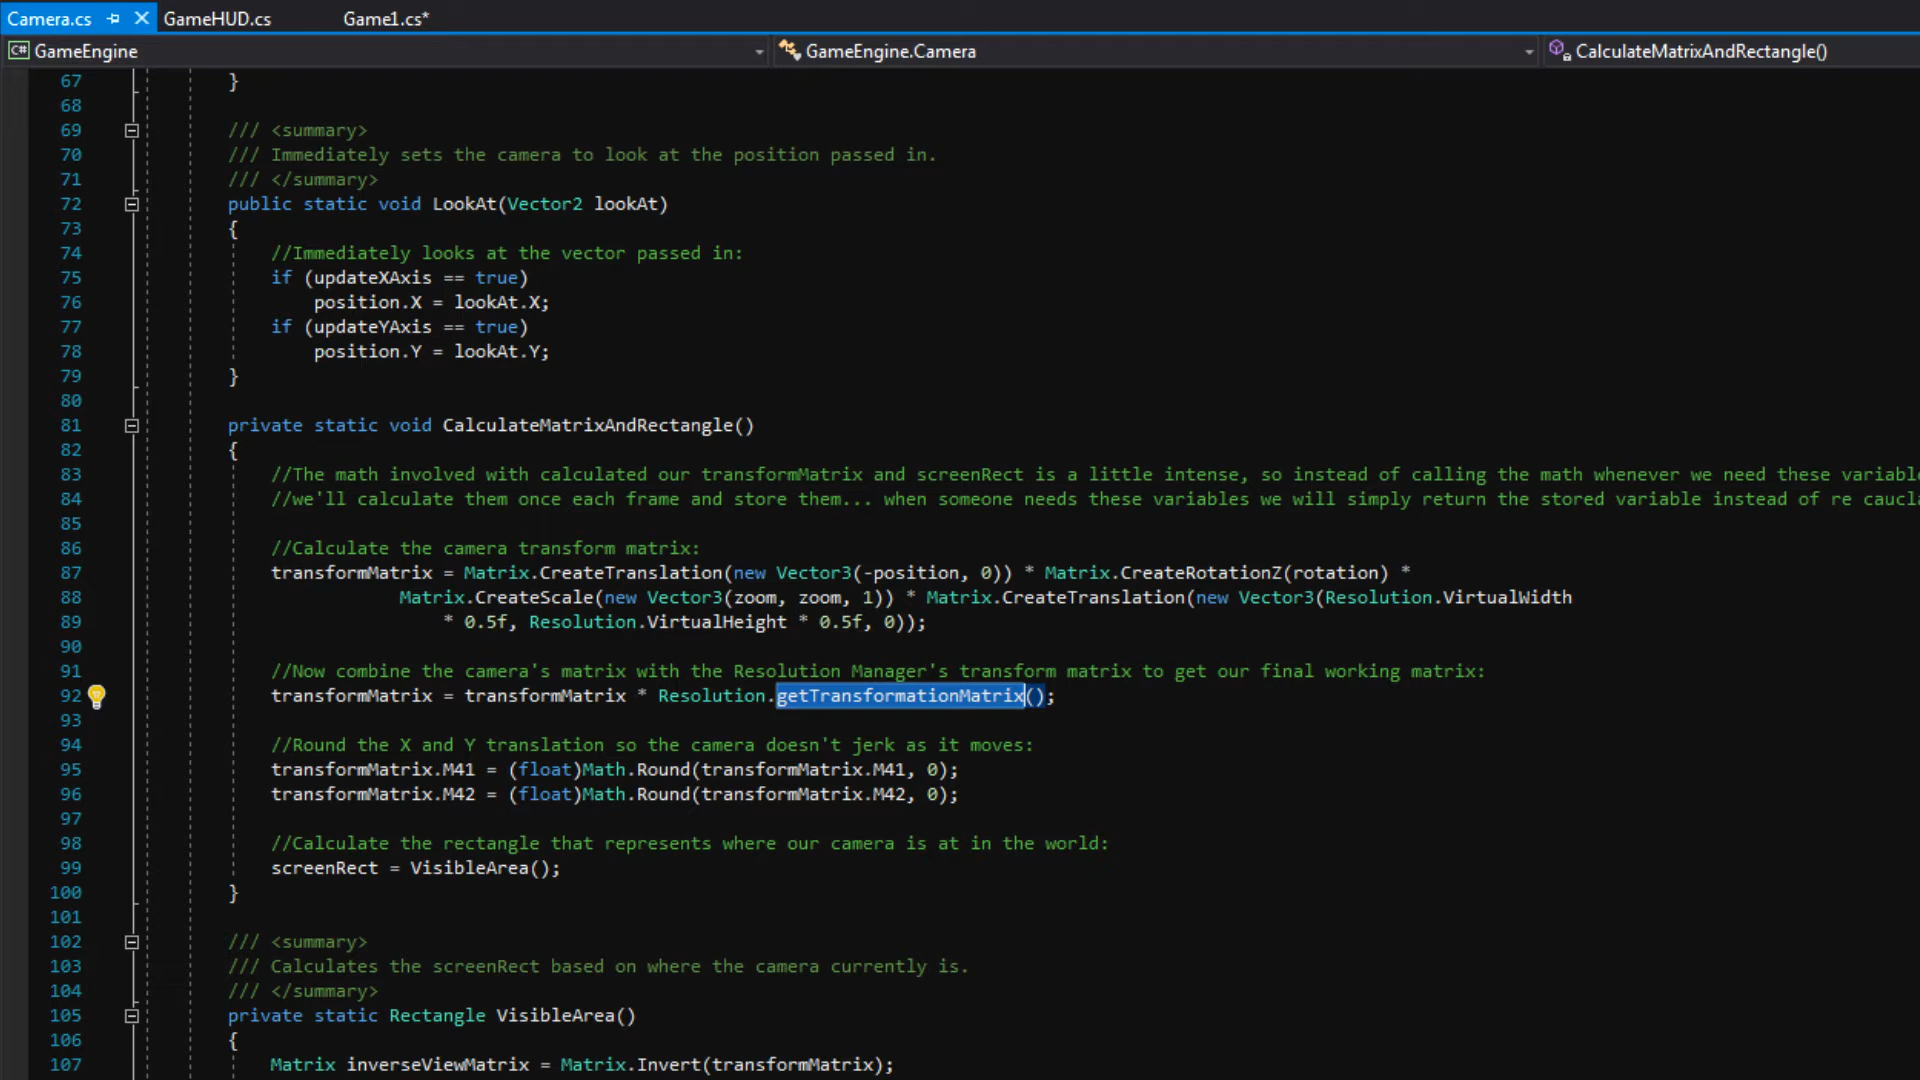 Camera.cs GameHUD.cs Game1.cs*
C# GameEngine GameEngine.Camera CalculateMatrixAndRectangle()
67 }
68
69 /// <summary>
70 /// Immediately sets the camera to look at the position passed in.
71 /// </summary>
72 public static void LookAt(Vector2 lookAt)
73 {
74 //Immediately looks at the vector passed in:
75 if (updateXAxis == true)
76 position.X = lookAt.X;
77 if (updateYAxis == true)
78 position.Y = lookAt.Y;
79 }
80
81 private static void CalculateMatrixAndRectangle()
82 {
83 //The math involved with calculated our transformMatrix and screenRect is a little intense, so instead of calling the math whenever we need these variabl
84 //we'll calculate them once each frame and store them... when someone needs these variables we will simply return the stored variable instead of re caucla
85
86 //Calculate the camera transform matrix:
87 transformMatrix = Matrix.CreateTranslation(new Vector3(-position, 0)) * Matrix.CreateRotationZ(rotation) *
88 Matrix.CreateScale(new Vector3(zoom, zoom, 1)) * Matrix.CreateTranslation(new Vector3(Resolution.VirtualWidth
89 * 0.5f, Resolution.VirtualHeight * 0.5f, 0));
90
91 //Now combine the camera's matrix with the Resolution Manager's transform matrix to get our final working matrix:
92 transformMatrix = transformMatrix * Resolution.getTransformationMatrix();
93
94 //Round the X and Y translation so the camera doesn't jerk as it moves:
95 transformMatrix.M41 = (float)Math.Round(transformMatrix.M41, 0);
96 transformMatrix.M42 = (float)Math.Round(transformMatrix.M42, 0);
97
98 //Calculate the rectangle that represents where our camera is at in the world:
99 screenRect = VisibleArea();
100 }
101
102 /// <summary>
103 /// Calculates the screenRect based on where the camera currently is.
104 /// </summary>
105 private static Rectangle VisibleArea()
106 {
107 Matrix inverseViewMatrix = Matrix.Invert(transformMatrix);